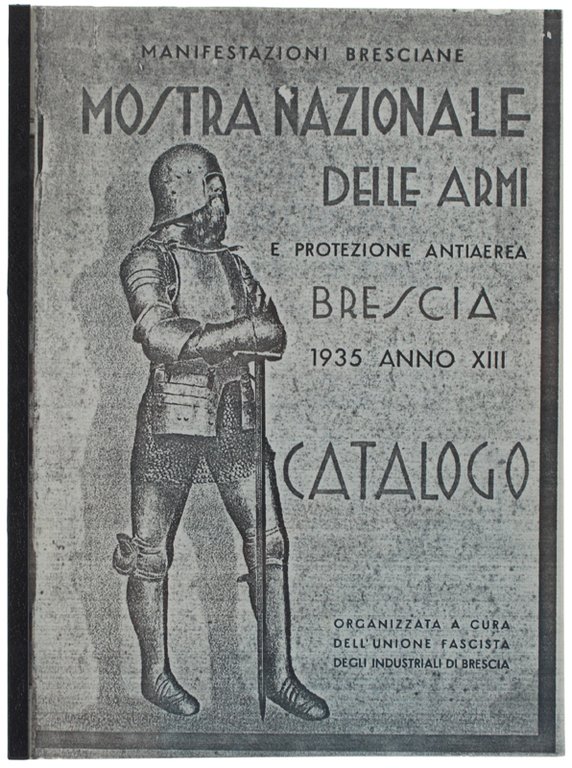 MANIFESTAZIONI BRESCIANE
MOSTRA NAZIONALE
DELLE ARMI
E PROTEZIONE ANTIAEREA
BRESCIA
1935 ANNO XIII
CATALOGO
ORGANIZZATA A CURA
DELL'UNIONE FASCISTA
DEGLI INDUSTRIALI DI BRESCIA